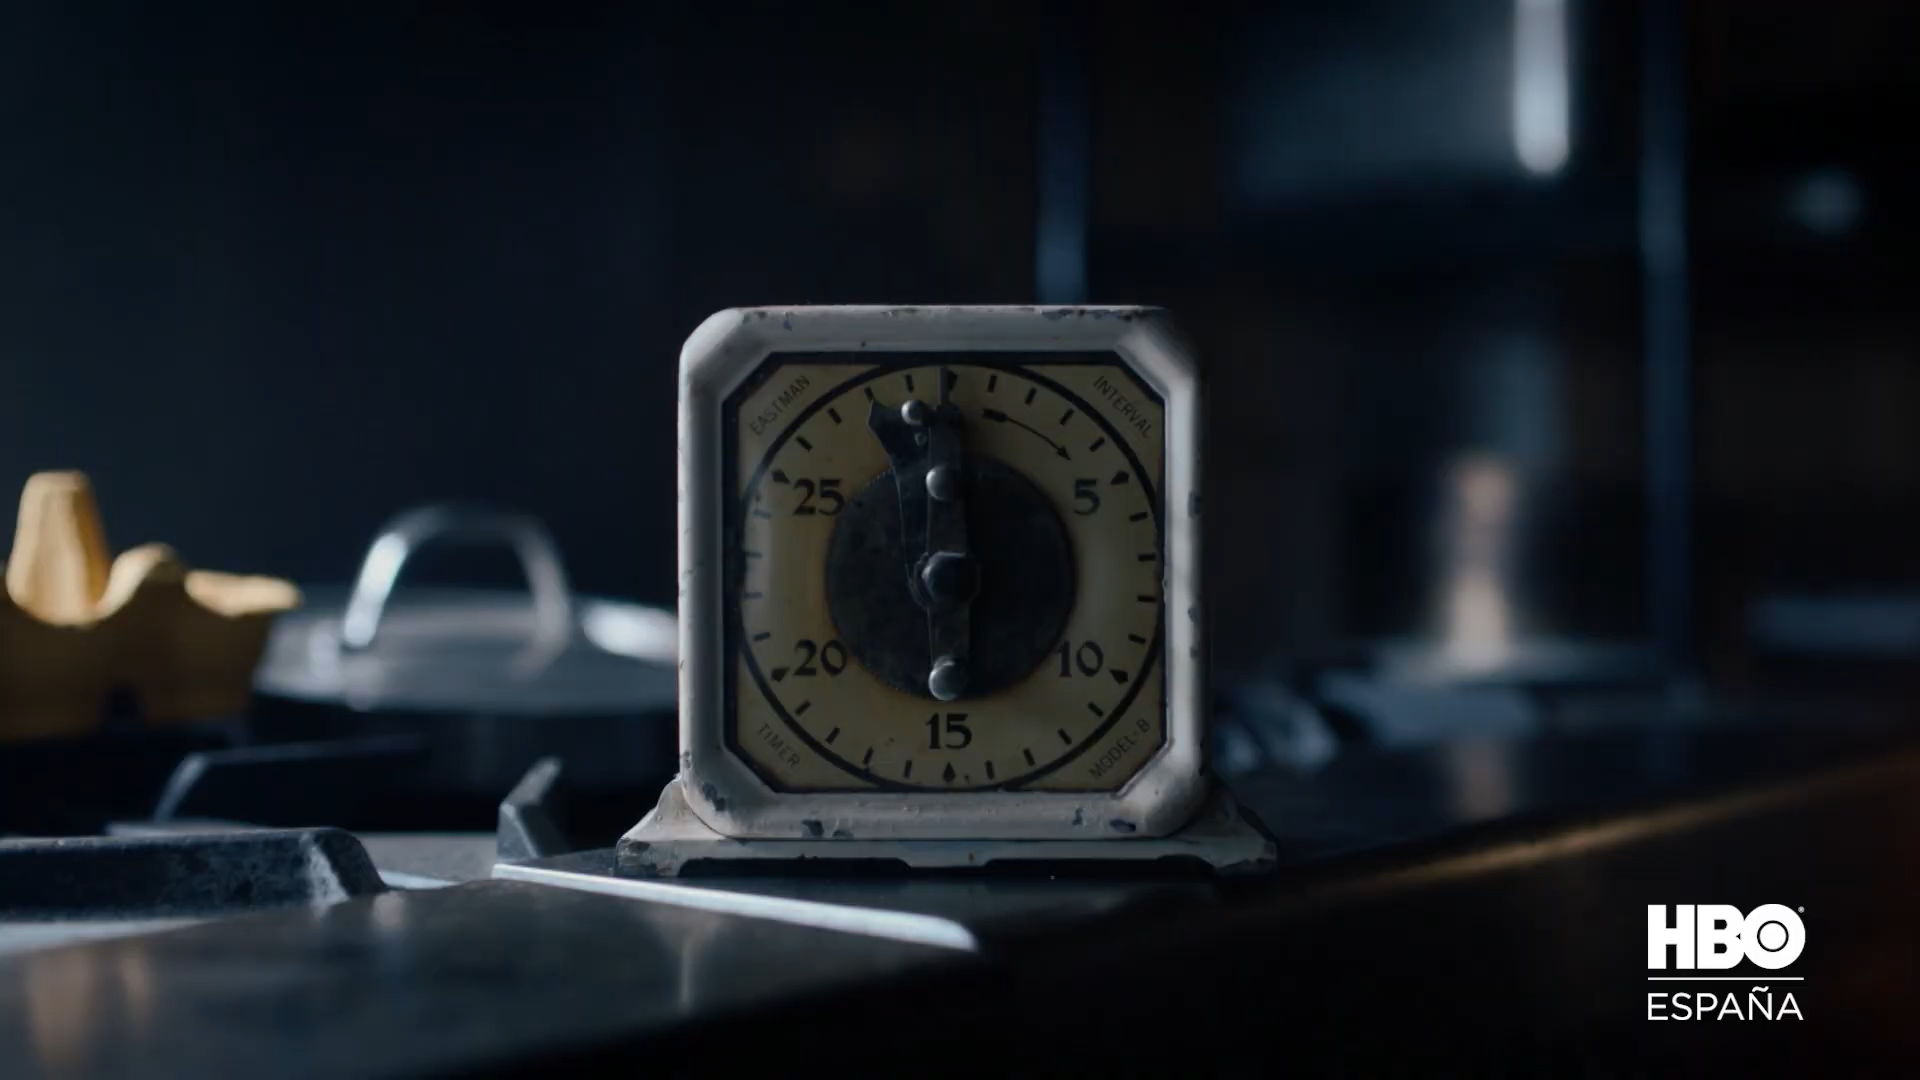 EASTMAN
INTERVAL
25
5
20
10
15
TIMER
MODEL-B
HBO
ESPAÑA